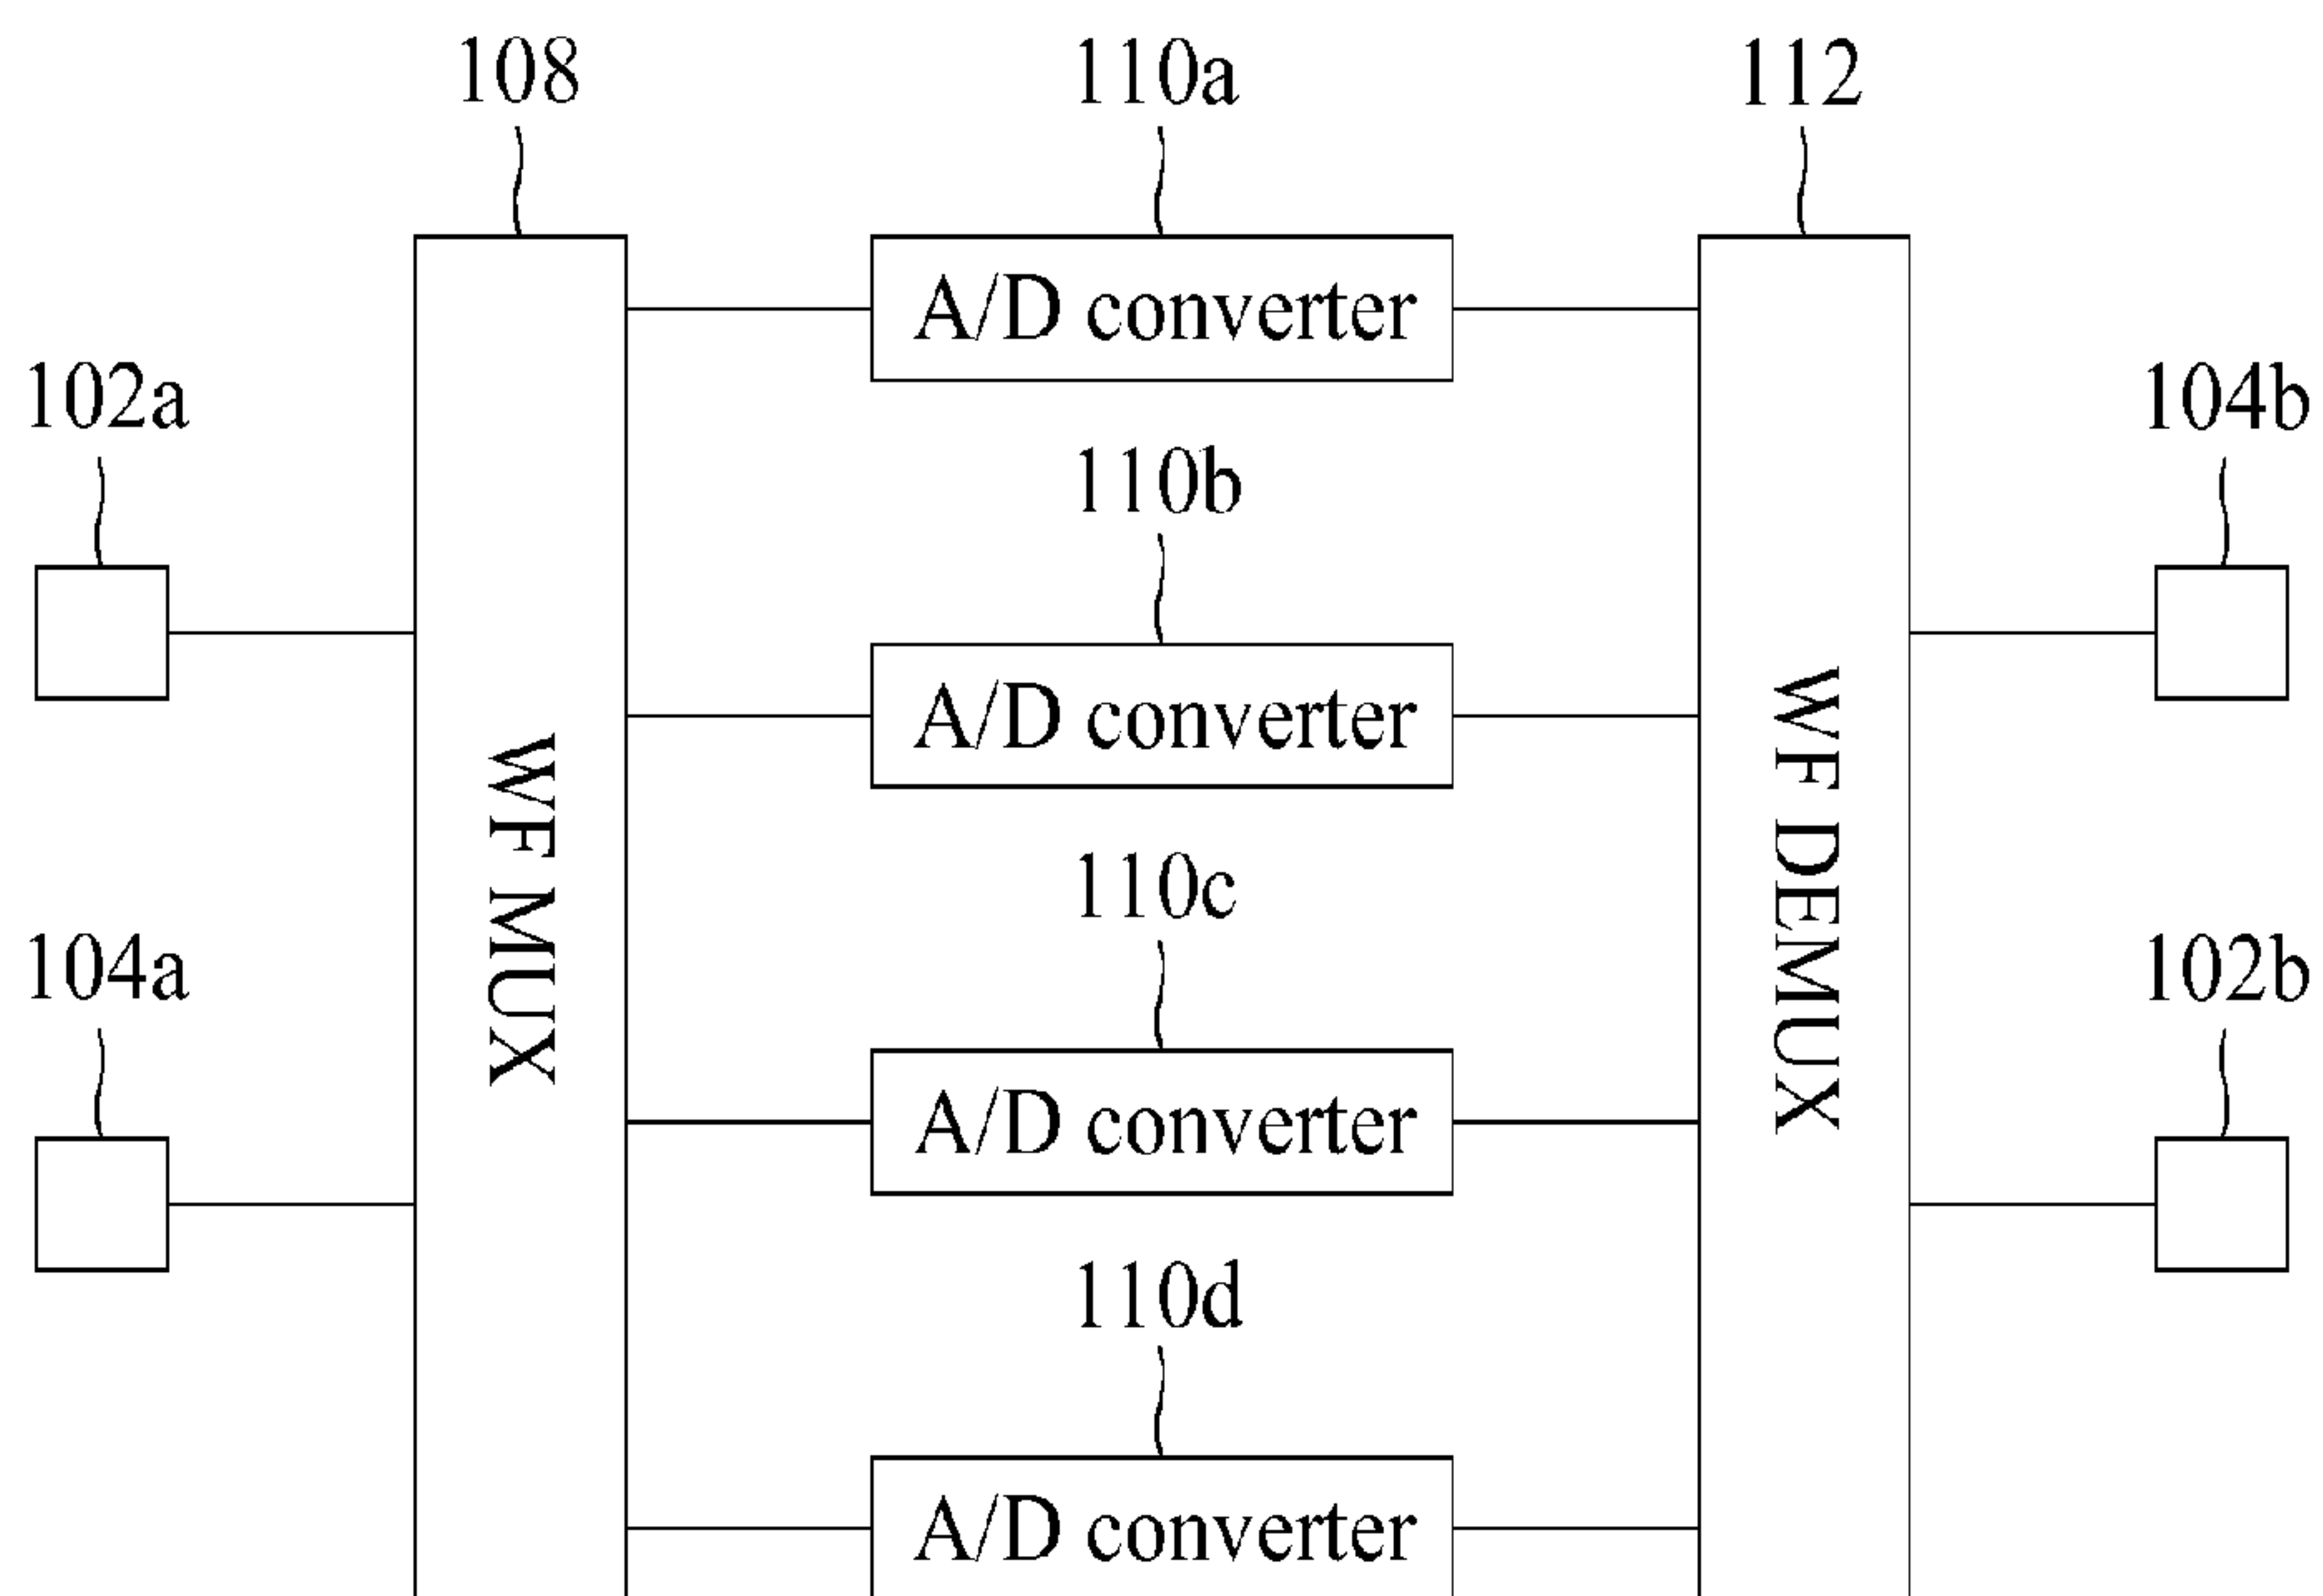 108
110a
112
A/D converter
102a
104b
110b
A/D converter
WF MUX
WF DEMUX
110c
104a
102b
A/D converter
110d
A/D converter